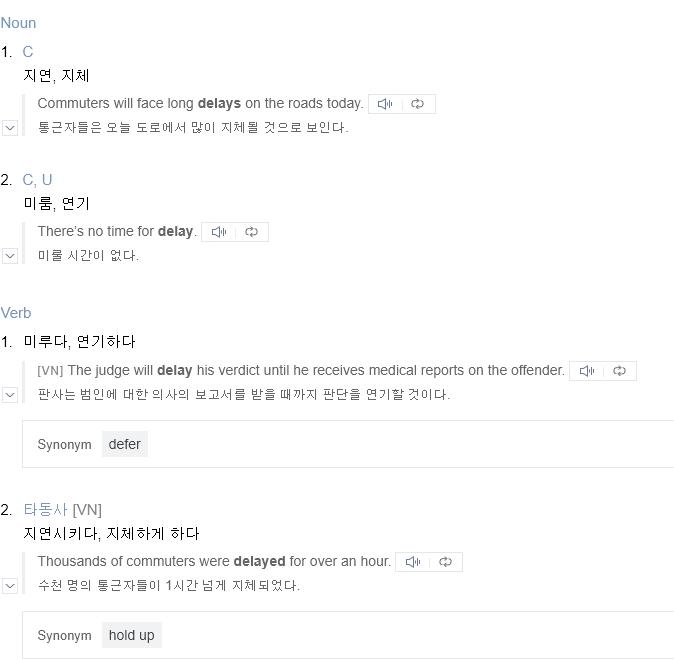 Noun
1. C
지연, 지체
Commuters will face long delays on the roads today.
통근자들은 오늘 도로에서 많이 지체될 것으로 보인다.
2. C, U
미룸, 연기
There's no time for delay.
미룰 시간이 없다.
Verb
1. 미루다, 연기하다
[VN] The judge will delay his verdict until he receives medical reports on the offender.
판사는 범인에 대한 의사의 보고서를 받을 때까지 판단을 연기할 것이다.
Synonym defer
2. 타동사 [VN]
지연시키다, 지체하게 하다
Thousands of commuters were delayed for over an hour.
수천 명의 통근자들이 1시간 넘게 지체되었다.
Synonym hold up